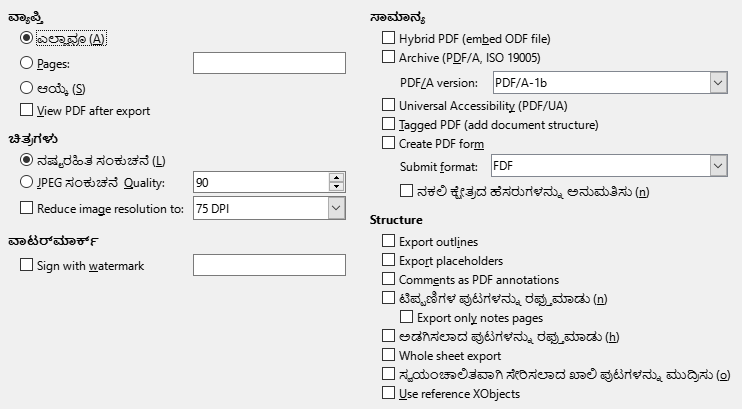 ವ್ಯಾಪ್ತಿ
ಎಲ್ಲಾವೂ (A)
Pages:
ಆಯ್ಕೆ (S)
View PDF after export
ಚಿತ್ರಗಳು
ನಷ್ಟರಹಿತ ಸಂಕುಚನೆ (L)
JPEG ಸಂಕುಚನೆ Quality: 90
Reduce image resolution to: 75 DPI
ವಾಟರ್‌ಮಾರ್ಕ್
Sign with watermark
ಸಾಮಾನ್ಯ
Hybrid PDF (embed ODF file)
Archive (PDF/A, ISO 19005)
PDF/A version: PDF/A-1b
Universal Accessibility (PDF/UA)
Tagged PDF (add document structure)
Create PDF form
Submit format: FDF
ನಕಲಿ ಕ್ಷೇತ್ರದ ಹೆಸರುಗಳನ್ನು ಅನುಮತಿಸು (n)
Structure
Export outlines
Export placeholders
Comments as PDF annotations
ಟಿಪ್ಪಣಿಗಳ ಪುಟಗಳನ್ನು ರಫ್ತುಮಾಡು (n)
Export only notes pages
ಅಡಗಿಸಲಾದ ಪುಟಗಳನ್ನು ರಫ್ತುಮಾಡು (h)
Whole sheet export
ಸ್ವಯಂಚಾಲಿತವಾಗಿ ಸೇರಿಸಲಾದ ಖಾಲಿ ಪುಟಗಳನ್ನು ಮುದ್ರಿಸು (o)
Use reference XObjects